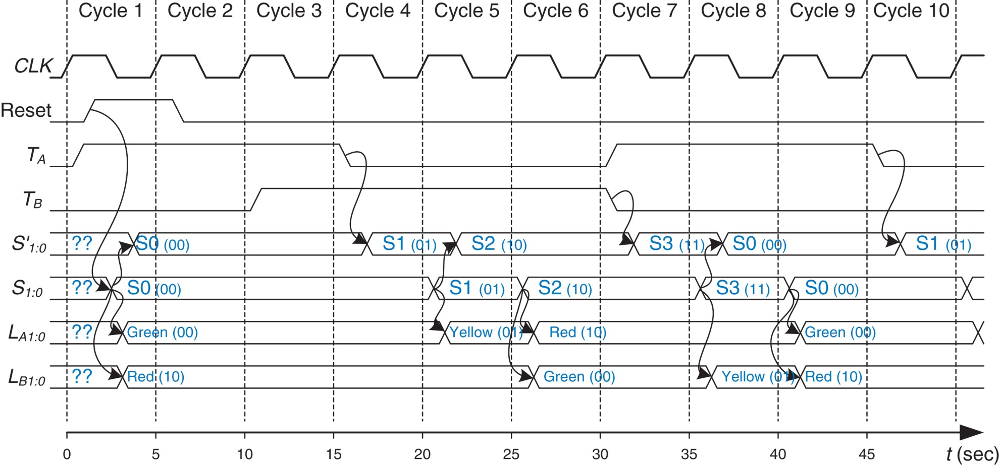 Cycle 1 Cycle 2 Cycle 3 Cycle 4 Cycle 5 Cycle 6 Cycle 7 Cycle 8 Cycle 9 Cycle 10
CLK
Reset
TA
TB
S'1:0 ?? S0 (00) S1 (01) S2 (10) S3 (11) S0 (00) S1 (01)
S1:0 ?? S0 (00) S1 (01) S2 (10) S3 (11) S0 (00)
LA1:0 ?? Green (00) Yellow (01) Red (10) Green (00)
LB1:0 ?? Red (10) Green (00) Yellow (01) Red (10)
0 5 10 15 20 25 30 35 40 45 t (sec)